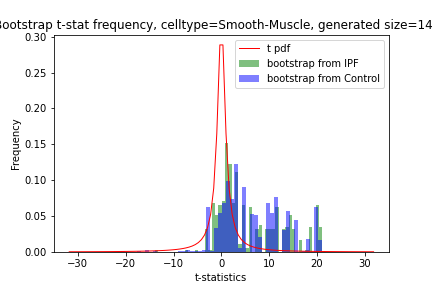 Bootstrap t-stat frequency, celltype=Smooth-Muscle, generated size=14
t pdf
bootstrap from IPF
bootstrap from Control
Frequency
0.30
0.25
0.20
0.15
0.10
0.05
0.00
−30 −20 −10 0 10 20 30
t-statistics